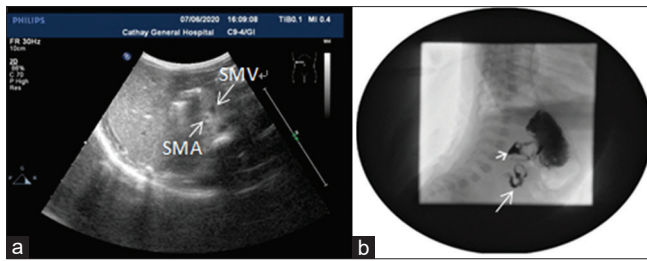 PHILIPS
07/06/2020 16:09:08 TIB0.1 MI 0.4
Cathay General Hospital C9-4/GI
FR 30Hz
10cm
2D
68%
C 70
P High
Res
SMV
SMA
a
b